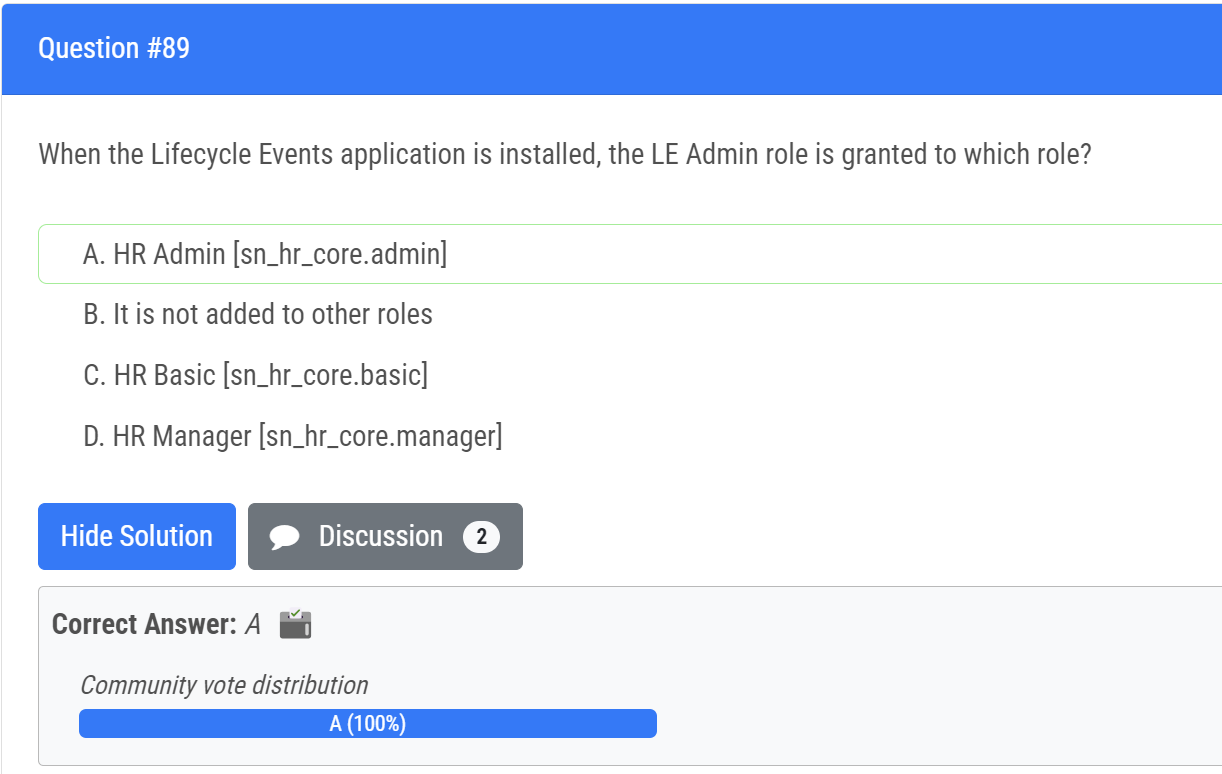 Question #89
When the Lifecycle Events application is installed, the LE Admin role is granted to which role?
A. HR Admin [sn_hr_core.admin]
B. It is not added to other roles
C. HR Basic [sn_hr_core.basic]
D. HR Manager [sn_hr_core.manager]
Hide Solution
Discussion 2
Correct Answer: A
Community vote distribution
A (100%)